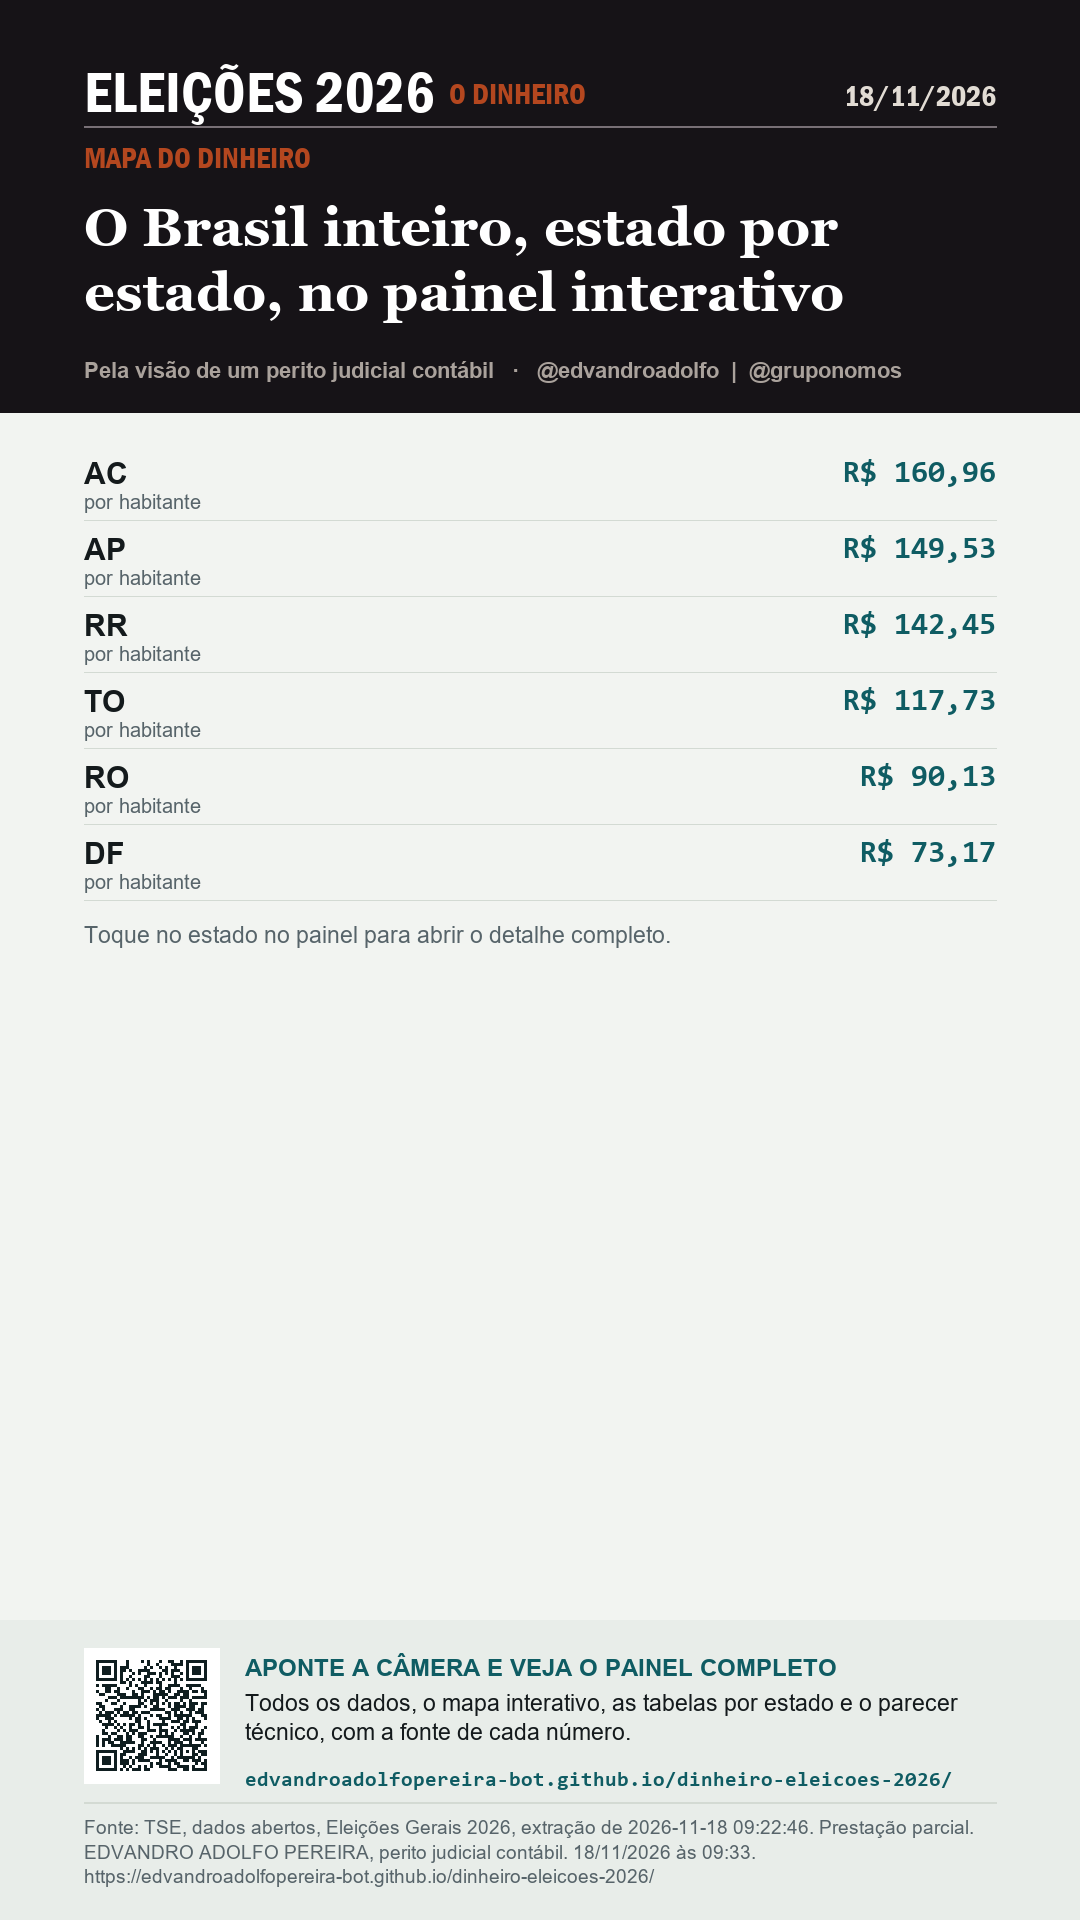 ELEIÇÕES 2026 O DINHEIRO 18/11/2026
MAPA DO DINHEIRO
O Brasil inteiro, estado por
estado, no painel interativo
Pela visão de um perito judicial contábil · @edvandroadolfo | @gruponomos
AC R$ 160,96
por habitante
AP R$ 149,53
por habitante
RR R$ 142,45
por habitante
TO R$ 117,73
por habitante
RO R$ 90,13
por habitante
DF R$ 73,17
por habitante
Toque no estado no painel para abrir o detalhe completo.
APONTE A CÂMERA E VEJA O PAINEL COMPLETO
Todos os dados, o mapa interativo, as tabelas por estado e o parecer
técnico, com a fonte de cada número.
edvandroadolfopereira-bot.github.io/dinheiro-eleicoes-2026/
Fonte: TSE, dados abertos, Eleições Gerais 2026, extração de 2026-11-18 09:22:46. Prestação parcial.
EDVANDRO ADOLFO PEREIRA, perito judicial contábil. 18/11/2026 às 09:33.
https://edvandroadolfopereira-bot.github.io/dinheiro-eleicoes-2026/